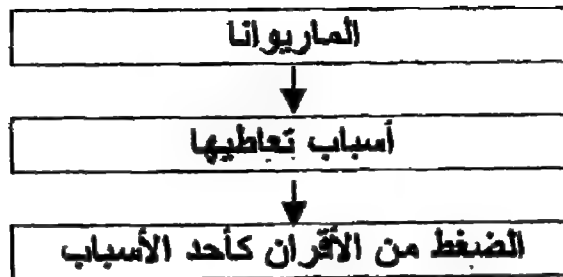 الماريوانا
أسباب تعاطيها
الضغط من الأقران كأحد الأسباب